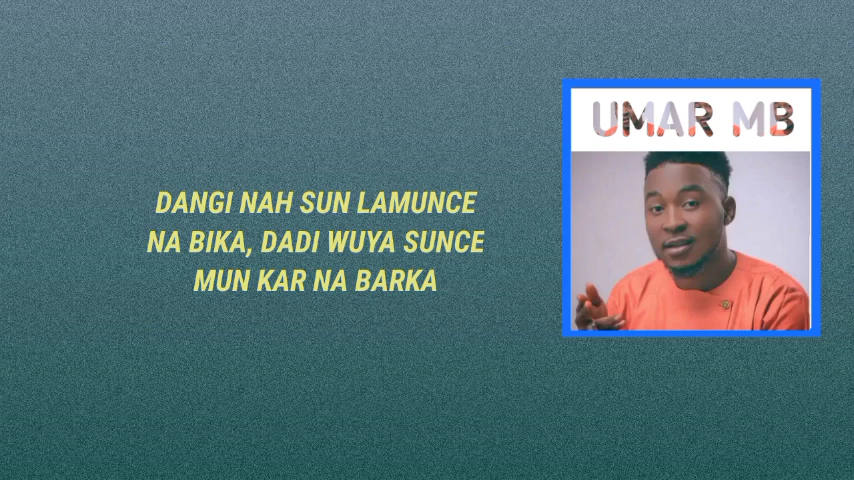 UMAR MB
DANGI NAH SUN LAMUNCE
NA BIKA, DADI WUYA SUNCE
MUN KAR NA BARKA